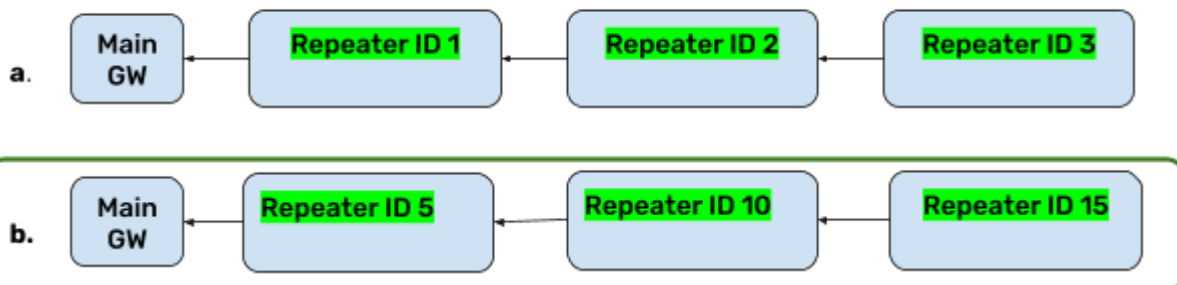 a.
Main
GW
Repeater ID 1
Repeater ID 2
Repeater ID 3
b.
Main
GW
Repeater ID 5
Repeater ID 10
Repeater ID 15